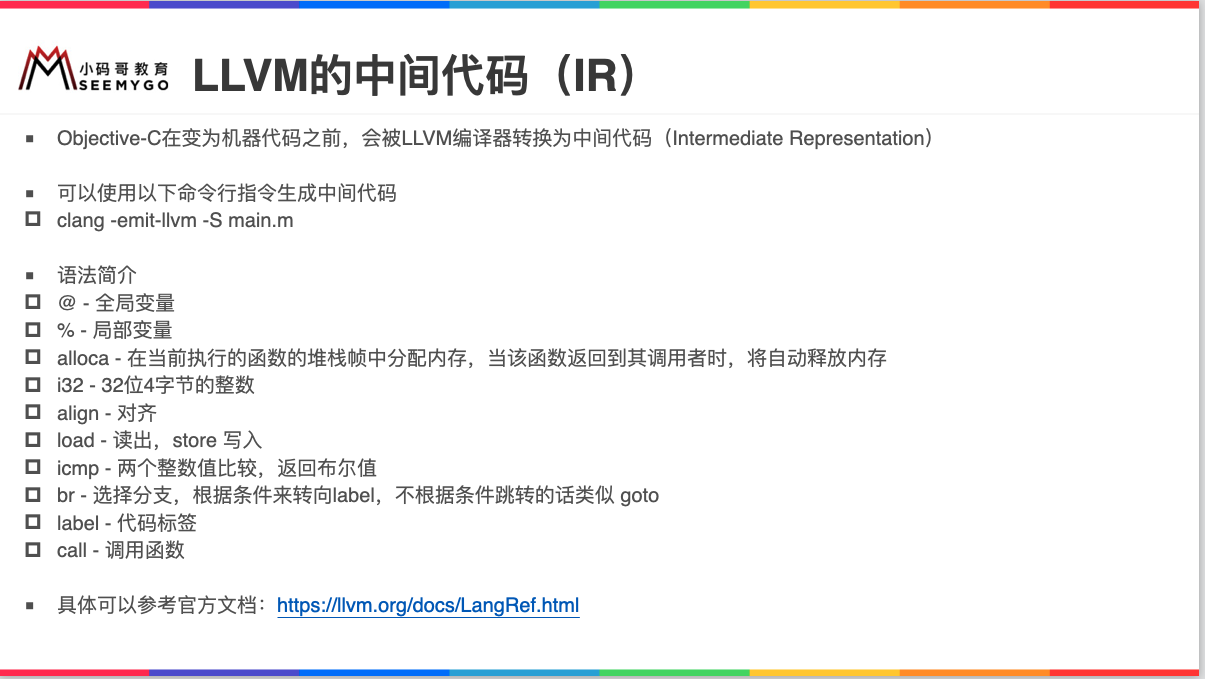 小码哥教育
SEEMYGO
LLVM的中间代码（IR）
Objective-C在变为机器代码之前，会被LLVM编译器转换为中间代码（Intermediate Representation）
可以使用以下命令行指令生成中间代码
clang -emit-llvm -S main.m
语法简介
@ - 全局变量
% - 局部变量
alloca - 在当前执行的函数的堆栈帧中分配内存，当该函数返回到其调用者时，将自动释放内存
i32 - 32位4字节的整数
align - 对齐
load - 读出，store 写入
icmp - 两个整数值比较，返回布尔值
br - 选择分支，根据条件来转向label，不根据条件跳转的话类似 goto
label - 代码标签
call - 调用函数
具体可以参考官方文档：https://llvm.org/docs/LangRef.html